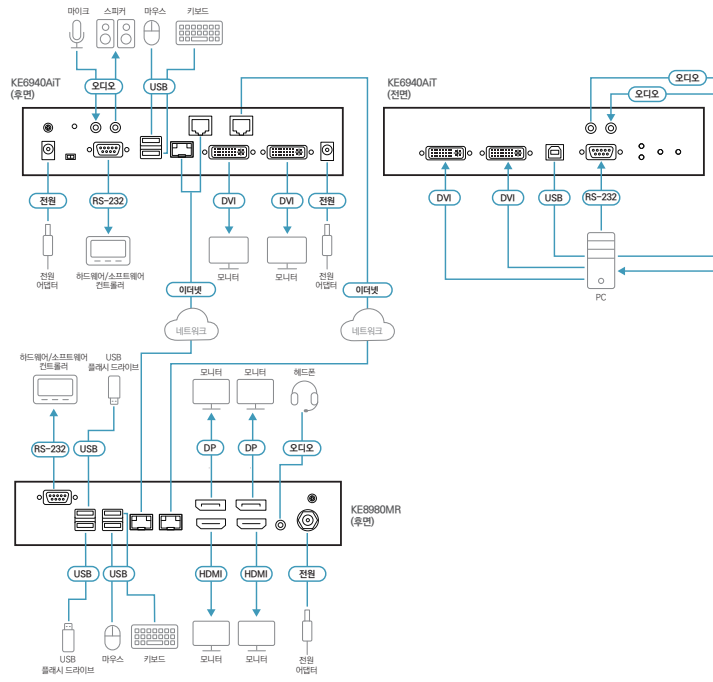 마이크
스피커
마우스
키보드
KE6940AiT
(후면)
오디오
USB
KE6940AiT
(전면)
오디오
오디오
전원
RS-232
DVI
DVI
전원
DVI
DVI
USB
RS-232
전원
어댑터
하드웨어/소프트웨어
컨트롤러
모니터
모니터
전원
어댑터
이더넷
이더넷
PC
네트워크
네트워크
하드웨어/소프트웨어
컨트롤러
USB
플래시 드라이브
모니터
모니터
헤드폰
RS-232
USB
DP
DP
오디오
KE8980MR
(후면)
USB
USB
HDMI
HDMI
전원
USB
플래시 드라이브
마우스
키보드
모니터
모니터
전원
어댑터